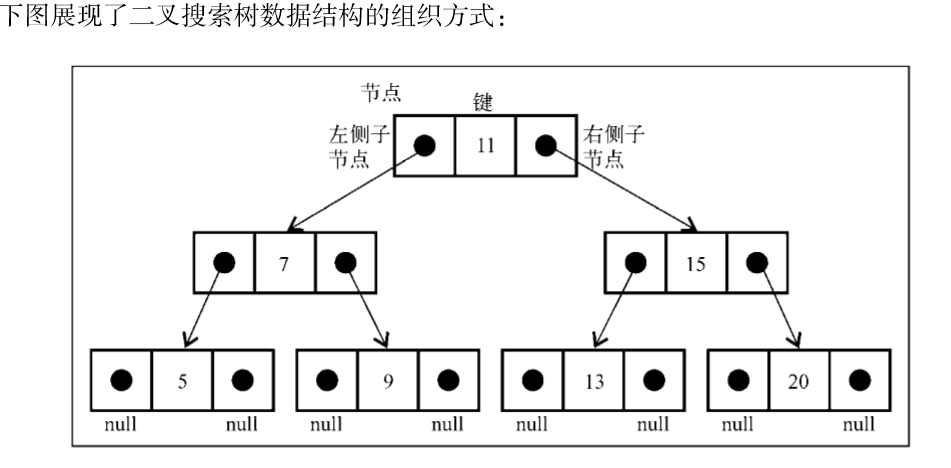 下图展现了二叉搜索树数据结构的组织方式：
节点
键
左侧子
节点
11
右侧子
节点
7
15
5
9
13
20
null
null
null
null
null
null
null
null